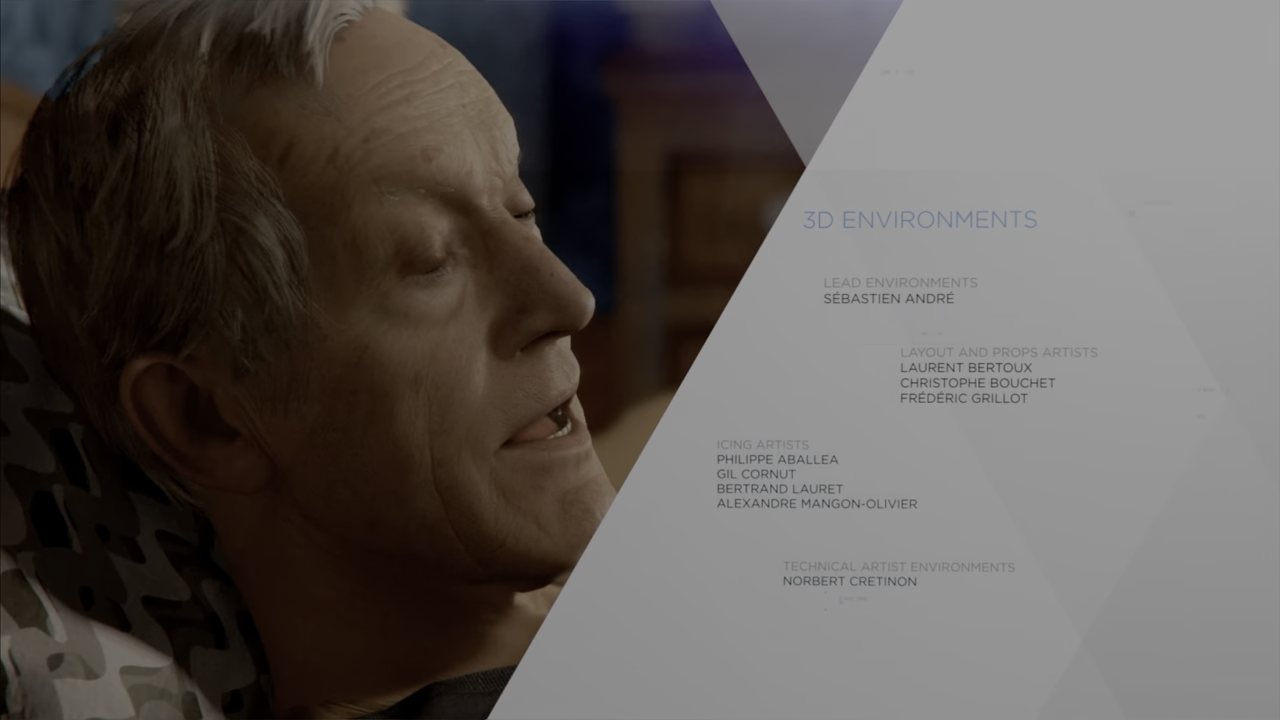 3D ENVIRONMENTS
LEAD ENVIRONMENTS
SÉBASTIEN ANDRÉ
LAYOUT AND PROPS ARTISTS
LAURENT BERTOUX
CHRISTOPHE BOUCHET
FRÉDÉRIC GRILLOT
ICING ARTISTS
PHILIPPE ABALLEA
GIL CORNUT
BERTRAND LAURET
ALEXANDRE MANGON-OLIVIER
TECHNICAL ARTIST ENVIRONMENTS
NORBERT CRETINON